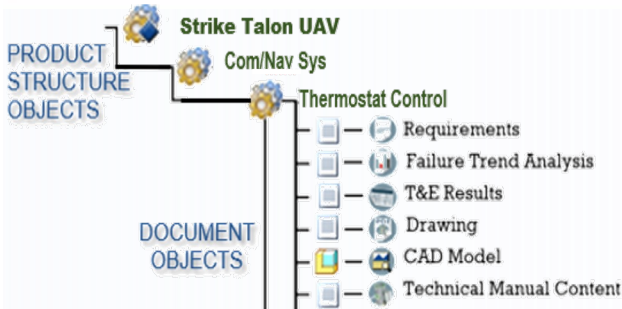 Strike Talon UAV
PRODUCT
STRUCTURE
OBJECTS
Com/Nav Sys
Thermostat Control
Requirements
Failure Trend Analysis
T&E Results
Drawing
DOCUMENT
OBJECTS
CAD Model
Technical Manual Content